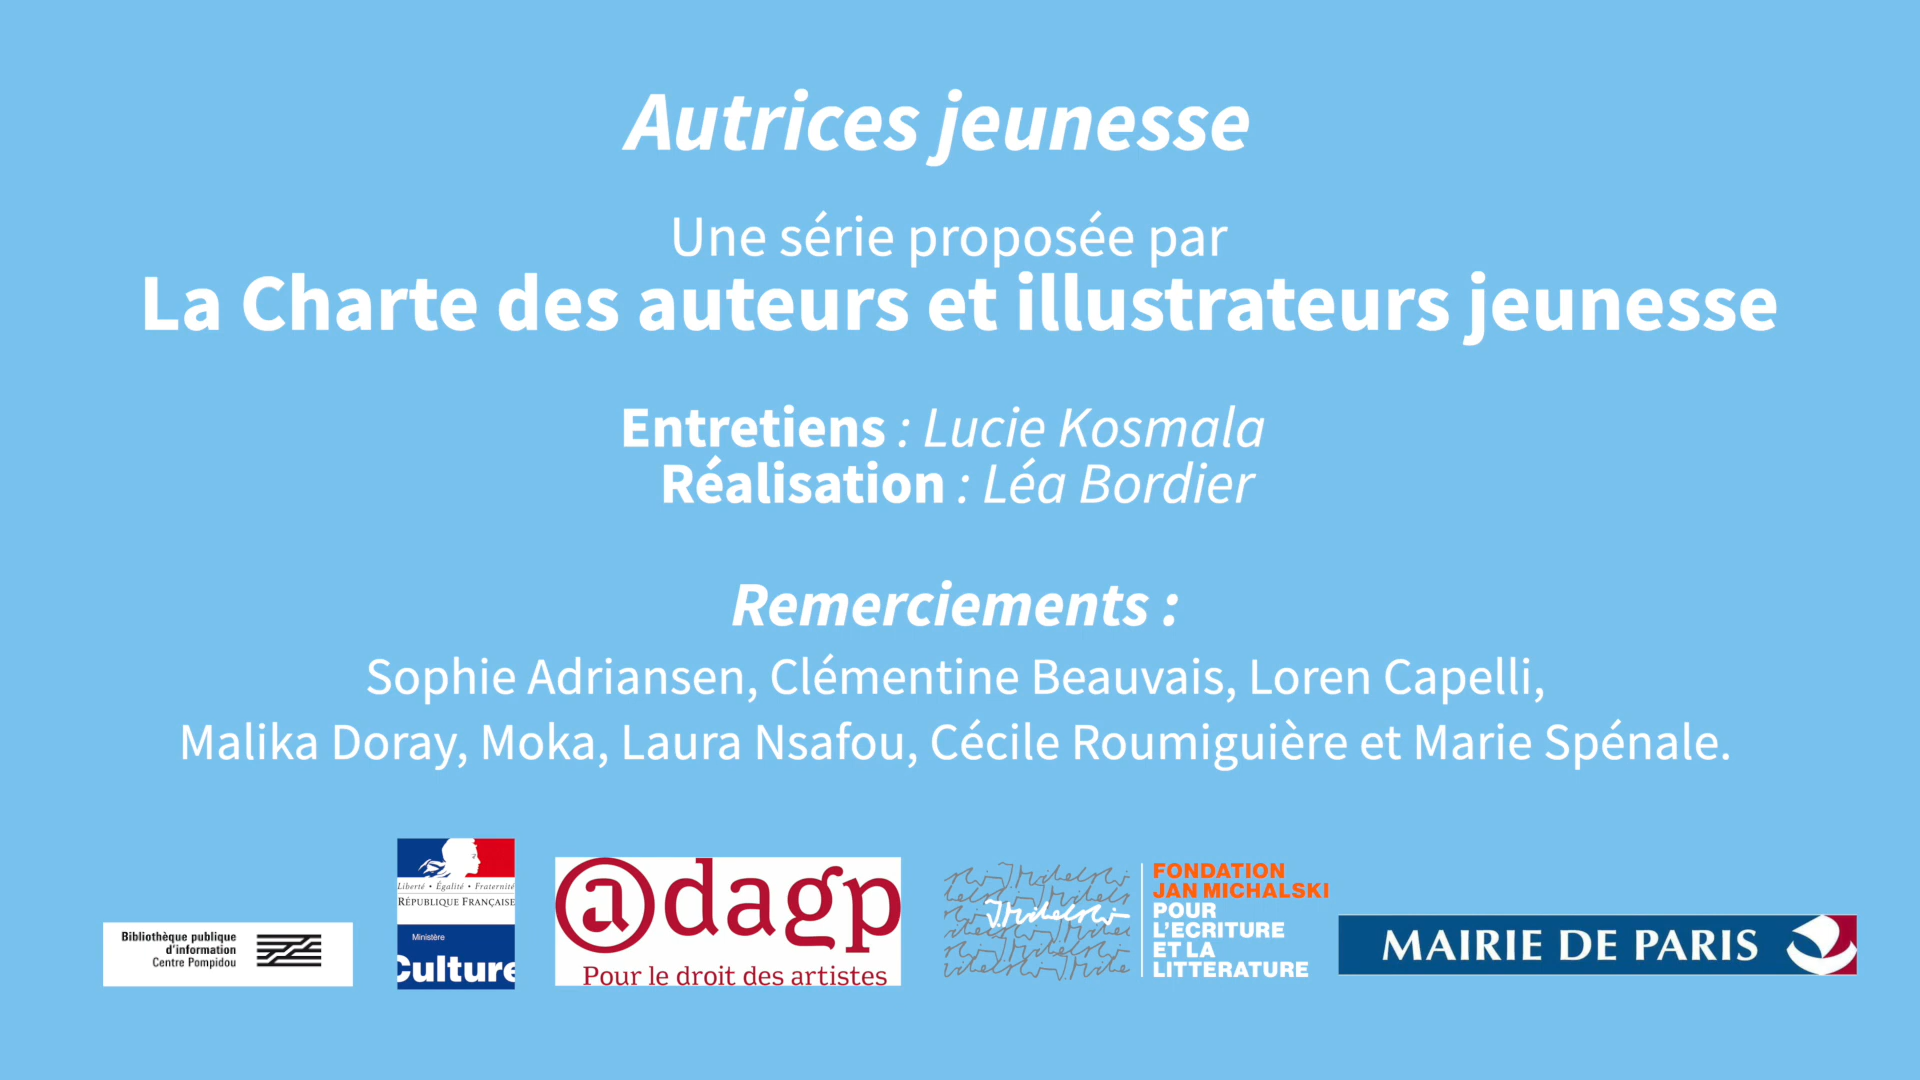 Autrices jeunesse
Une série proposée par
La Charte des auteurs et illustrateurs jeunesse
Entretiens : Lucie Kosmala
Réalisation : Léa Bordier
Remerciements :
Sophie Adriansen, Clémentine Beauvais, Loren Capelli,
Malika Doray, Moka, Laura Nsafou, Cécile Roumiguière et Marie Spénale.
Bibliothèque publique
d'information
Centre Pompidou
Liberté • Égalité • Fraternité
RÉPUBLIQUE FRANÇAISE
Ministère
Culture
@dagp
Pour le droit des artistes
JMichalski
FONDATION
JAN MICHALSKI
POUR
L'ECRITURE
ET LA
LITTERATURE
MAIRIE DE PARIS